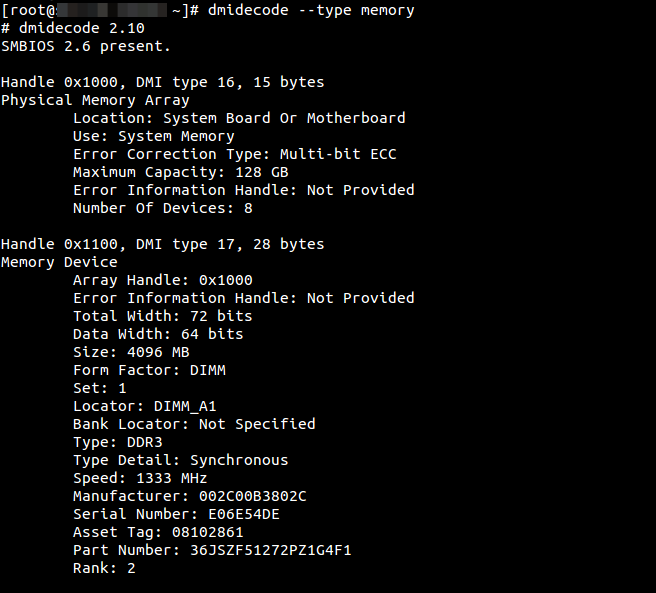 [root@ ~]# dmidecode --type memory
# dmidecode 2.10
SMBIOS 2.6 present.

Handle 0x1000, DMI type 16, 15 bytes
Physical Memory Array
        Location: System Board Or Motherboard
        Use: System Memory
        Error Correction Type: Multi-bit ECC
        Maximum Capacity: 128 GB
        Error Information Handle: Not Provided
        Number Of Devices: 8

Handle 0x1100, DMI type 17, 28 bytes
Memory Device
        Array Handle: 0x1000
        Error Information Handle: Not Provided
        Total Width: 72 bits
        Data Width: 64 bits
        Size: 4096 MB
        Form Factor: DIMM
        Set: 1
        Locator: DIMM_A1
        Bank Locator: Not Specified
        Type: DDR3
        Type Detail: Synchronous
        Speed: 1333 MHz
        Manufacturer: 002C00B3802C
        Serial Number: E06E54DE
        Asset Tag: 08102861
        Part Number: 36JSZF51272PZ1G4F1
        Rank: 2